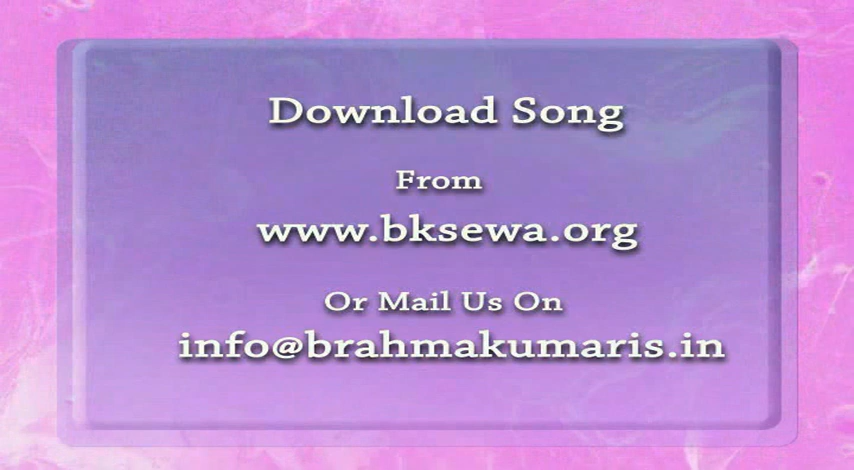 Download Song
From
www.bksewa.org
Or Mail Us On
info@brahmakumaris.in